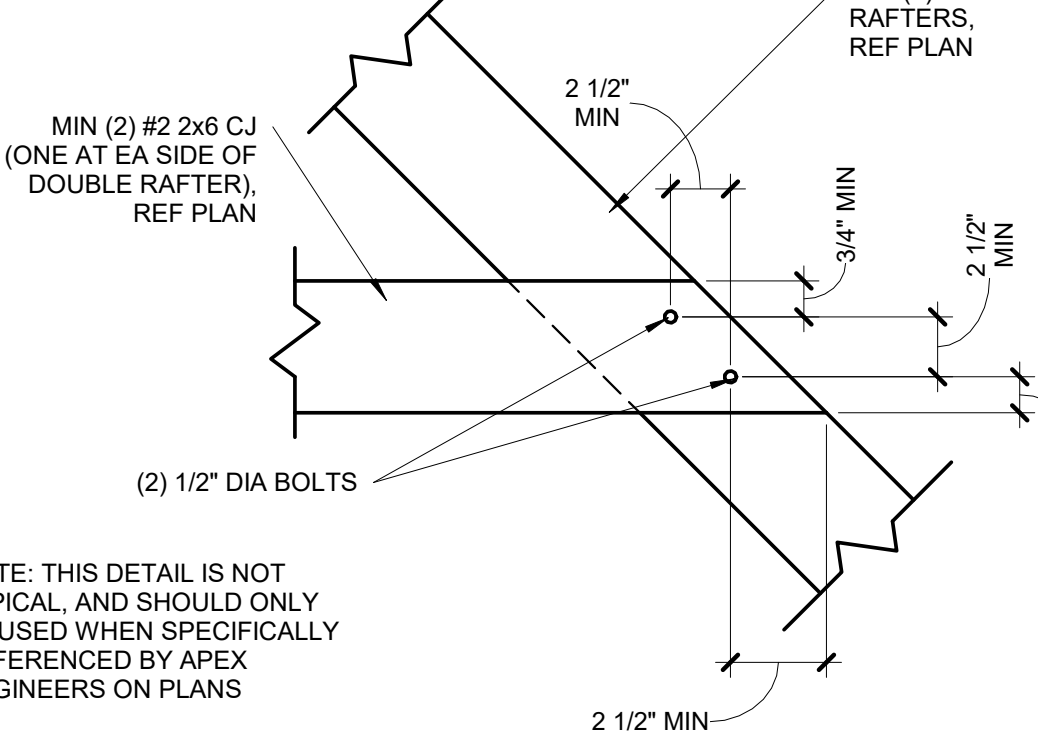 RAFTERS,
REF PLAN
2 1/2"
MIN
MIN (2) #2 2x6 CJ
(ONE AT EA SIDE OF
DOUBLE RAFTER),
REF PLAN
3/4" MIN
2 1/2"
MIN
(2) 1/2" DIA BOLTS
TE: THIS DETAIL IS NOT
PICAL, AND SHOULD ONLY
USED WHEN SPECIFICALLY
FERENCED BY APEX
GINEERS ON PLANS
2 1/2" MIN